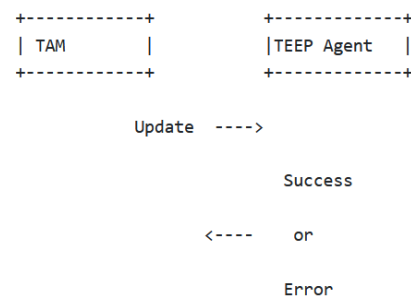 +------------+ +-------------+
| TAM | |TEEP Agent |
+------------+ +-------------+
Update ---->
Success
<---- or
Error